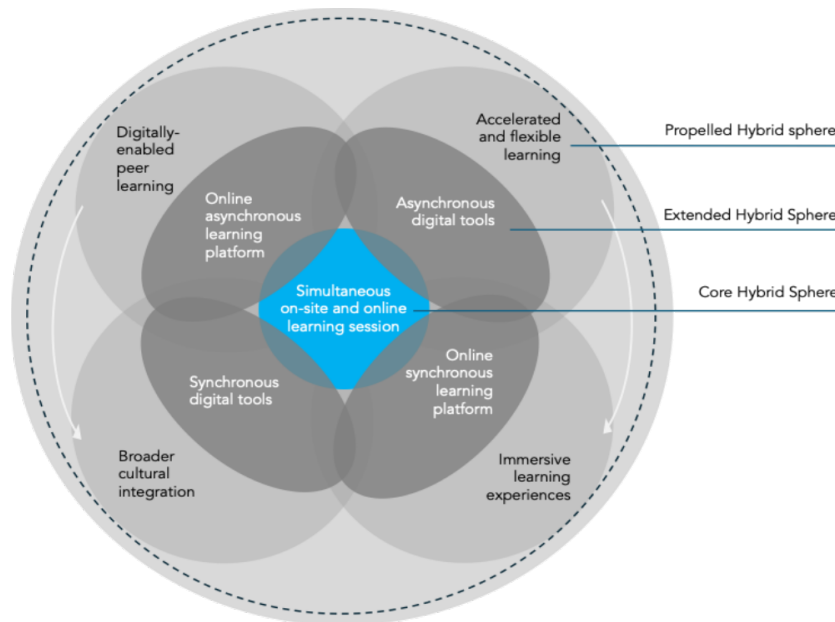 Digitally-
enabled
peer
learning
Accelerated
and flexible
learning
Propelled Hybrid sphere
Online
asynchronous
learning
platform
Asynchronous
digital tools
Extended Hybrid Sphere
Simultaneous
on-site and online
learning session
Core Hybrid Sphere
Synchronous
digital tools
Online
synchronous
learning
platform
Broader
cultural
integration
Immersive
learning
experiences